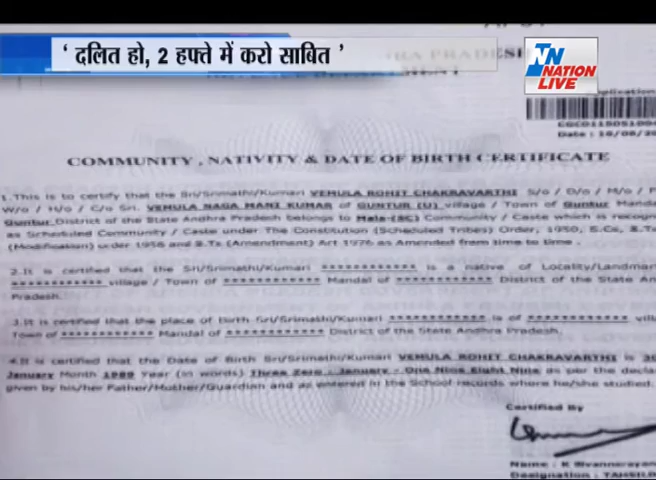 ‘ दलित हो, 2 हफ्ते में करो साबित ’
NATION
LIVE
COMMUNITY , NATIVITY & DATE OF BIRTH CERTIFICATE
1.This is to certify that the Sri/Srimathi/Kumari VEMULA ROHIT CHAKRAVARTHI S/o / D/o / M/o / F
W/o / H/o / C/o Sri. VEMULA NAGA MANI KUMAR of GUNTUR (U) village / Town of Guntur Manda
Guntur District of the State Andhra Pradesh belongs to Mala-(SC) Community / Caste which is recogn
as Scheduled Community / Caste under The Constitution (Scheduled Tribes) Order, 1950, S.Cs, S.T
(Modification) order 1956 and S.Ts (Amendment) Act 1976 as Amended from time to time .
2.It is certified that the Sri/Srimathi/Kumari ************ is a native of Locality/Landmar
************ village / Town of ************ Mandal of ************ District of the State An
Pradesh.
3.It is certified that the place of Birth Sri/Srimathi/Kumari ************ is of ************ vill
Town of ************ Mandal of ************ District of the State Andhra Pradesh.
4.It is certified that the Date of Birth Sri/Srimathi/Kumari VEMULA ROHIT CHAKRAVARTHI is 30
January Month 1989 Year (in words) Three Zero - January - One Nine Eight Nine as per the decla
given by his/her Father/Mother/Guardian and as entered in the School records where he/she studied.
Certified By
Name : K
Designation : TAHSILD